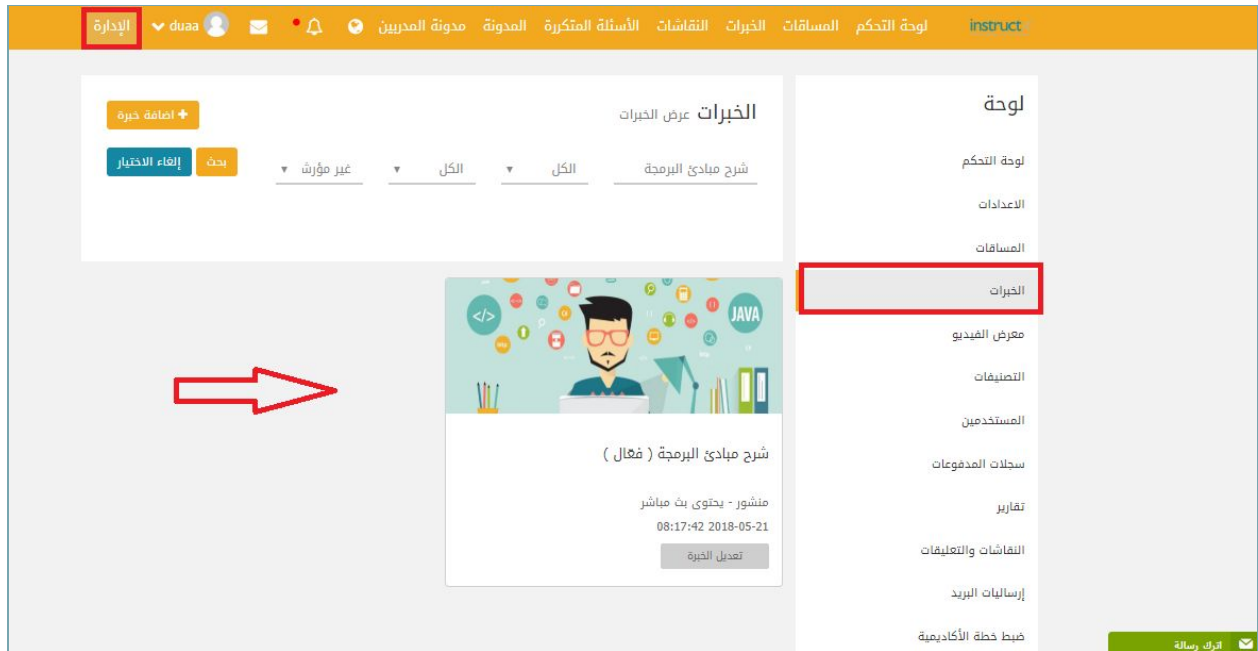 instruct لوحة التحكم المساقات الخبرات النقاشات الأسئلة المتكررة المدونة مدونة المدربين duaa الإدارة
لوحة
لوحة التحكم
الاعدادات
المساقات
الخبرات
معرض الفيديو
التصنيفات
المستخدمين
سجلات المدفوعات
تقارير
النقاشات والتعليقات
إرساليات البريد
ضبط خطة الأكاديمية
الخبرات عرض الخبرات
+ اضافة خبرة
شرح مبادئ البرمجة الكل الكل غير مؤرشـ
بحث إلغاء الاختيار
</> JAVA
شرح مبادئ البرمجة ( فعّال )
منشور - يحتوى بث مباشر
08:17:42 2018-05-21
تعديل الخبرة
اترك رسالة